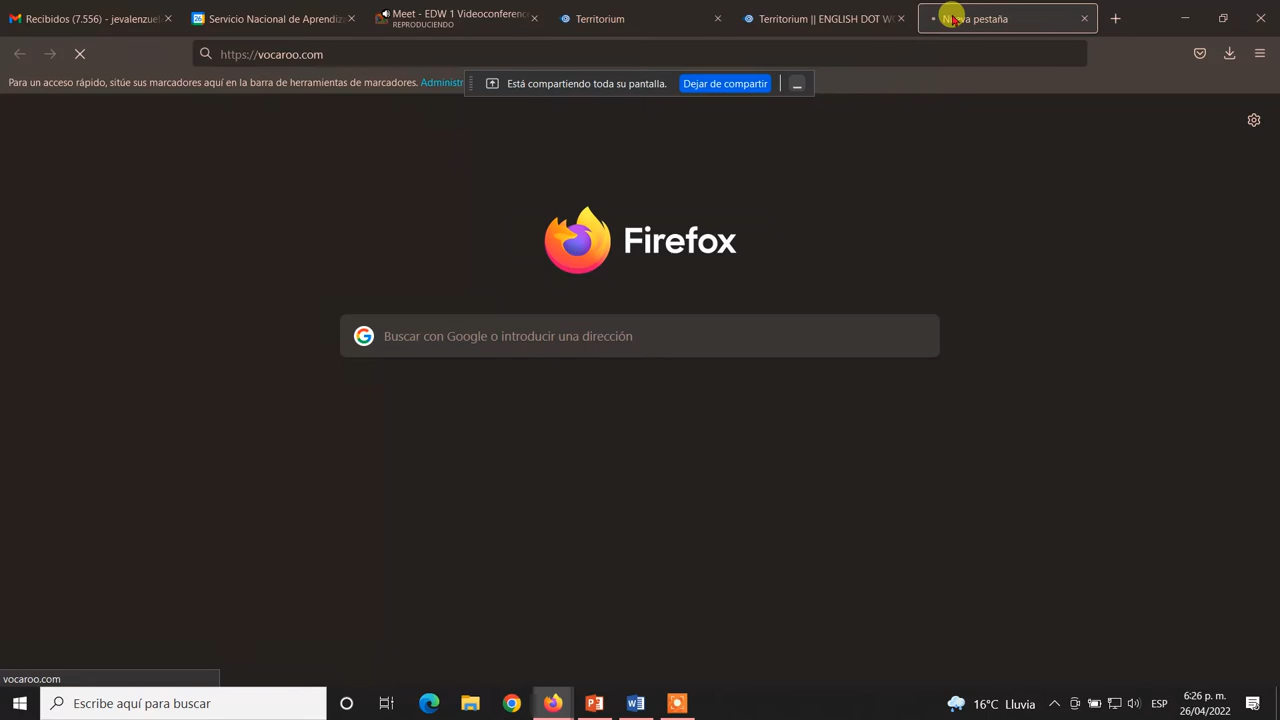 Recibidos (7.556) - jevalenzuel
Servicio Nacional de Aprendiza
Meet - EDW 1 Videoconferenc
REPRODUCIENDO
Territorium
Territorium || ENGLISH DOT WO
Nueva pestaña
https://vocaroo.com
Para un acceso rápido, sitúe sus marcadores aquí en la barra de herramientas de marcadores. Administr
Está compartiendo toda su pantalla.
Dejar de compartir
Firefox
Buscar con Google o introducir una dirección
vocaroo.com
Escribe aquí para buscar
16°C Lluvia
ESP
6:26 p. m.
26/04/2022